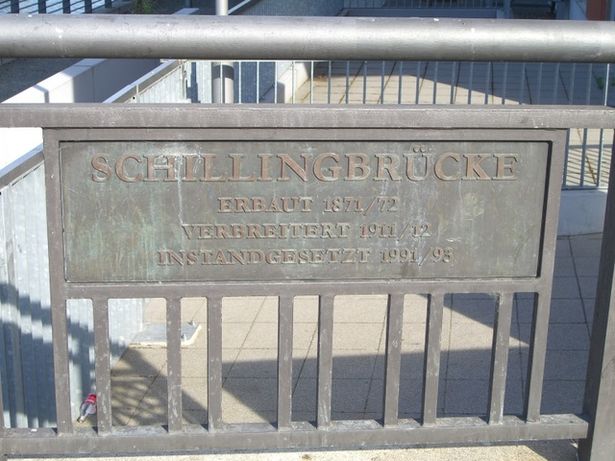 SCHILLINGBRÜCKE
ERBAUT 1871/72
VERBREITERT 1911/12
INSTANDGESETZT 1991/93